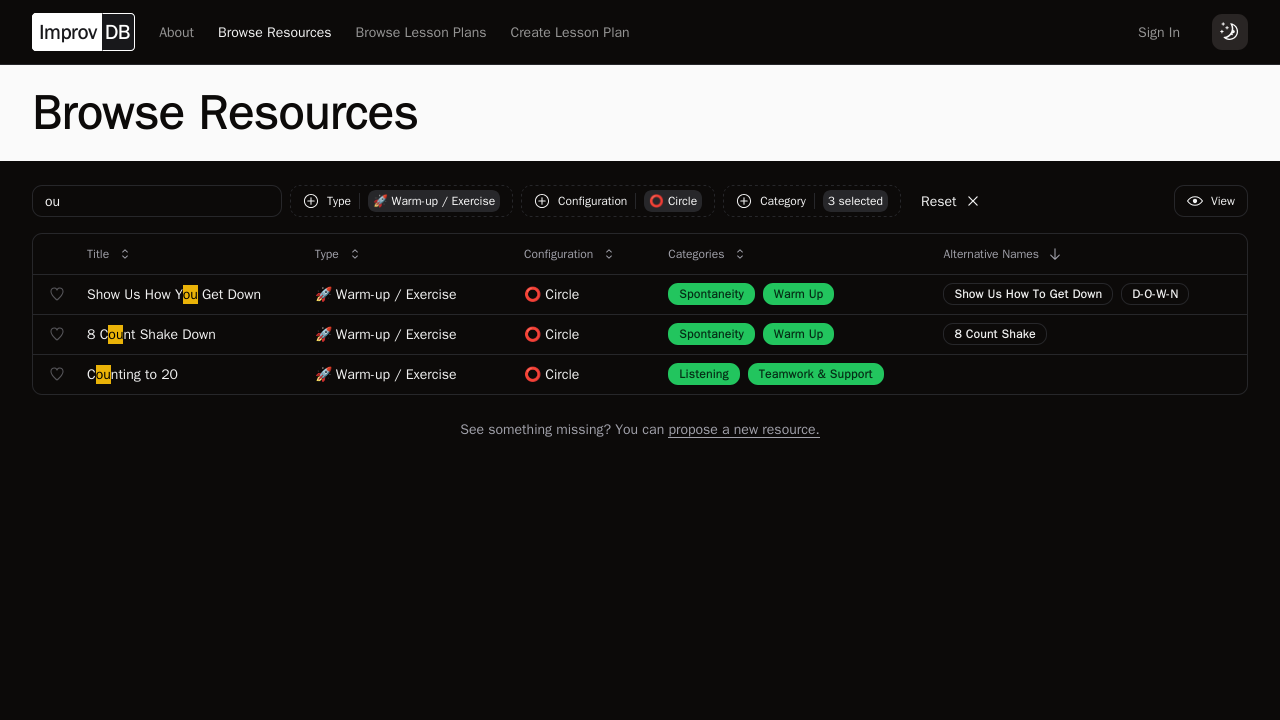 Improv DB About Browse Resources Browse Lesson Plans Create Lesson Plan Sign In
Browse Resources
ou Type 🚀 Warm-up / Exercise Configuration ⭕ Circle Category 3 selected Reset View
Title Type Configuration Categories Alternative Names
Show Us How You Get Down 🚀 Warm-up / Exercise ⭕ Circle Spontaneity Warm Up Show Us How To Get Down D-O-W-N
8 Count Shake Down 🚀 Warm-up / Exercise ⭕ Circle Spontaneity Warm Up 8 Count Shake
Counting to 20 🚀 Warm-up / Exercise ⭕ Circle Listening Teamwork & Support
See something missing? You can propose a new resource.